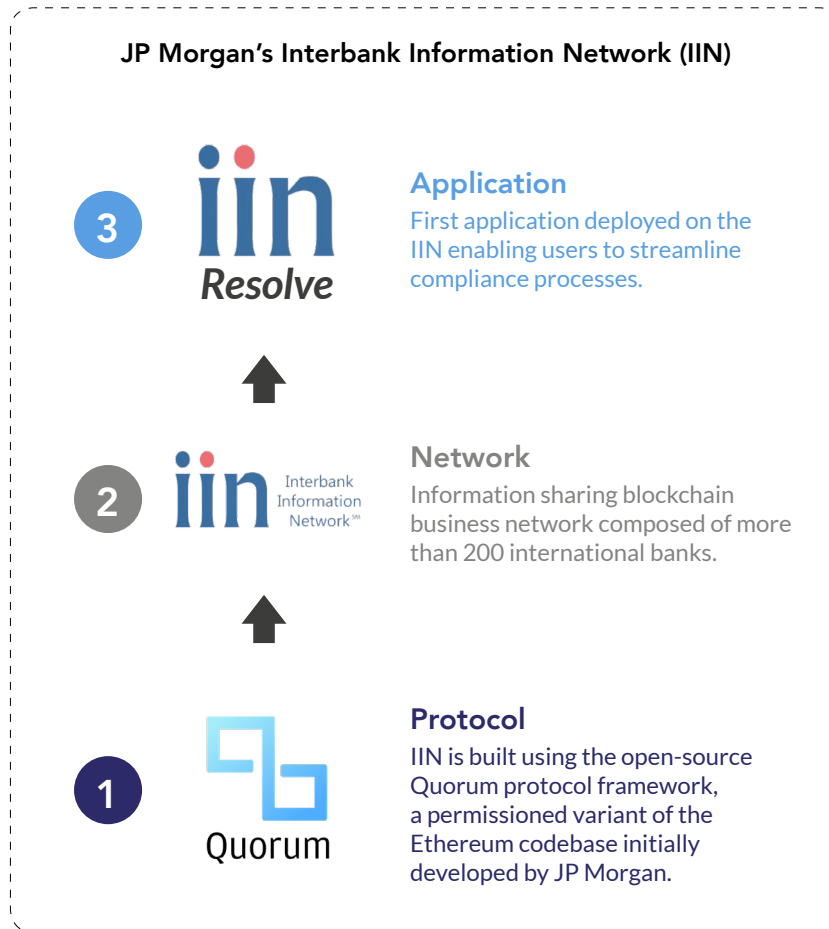 JP Morgan's Interbank Information Network (IIN)
3
iin
Resolve
Application
First application deployed on the
IIN enabling users to streamline
compliance processes.
2
iin
Interbank
Information
Network℠
Network
Information sharing blockchain
business network composed of more
than 200 international banks.
1
Quorum
Protocol
IIN is built using the open-source
Quorum protocol framework,
a permissioned variant of the
Ethereum codebase initially
developed by JP Morgan.